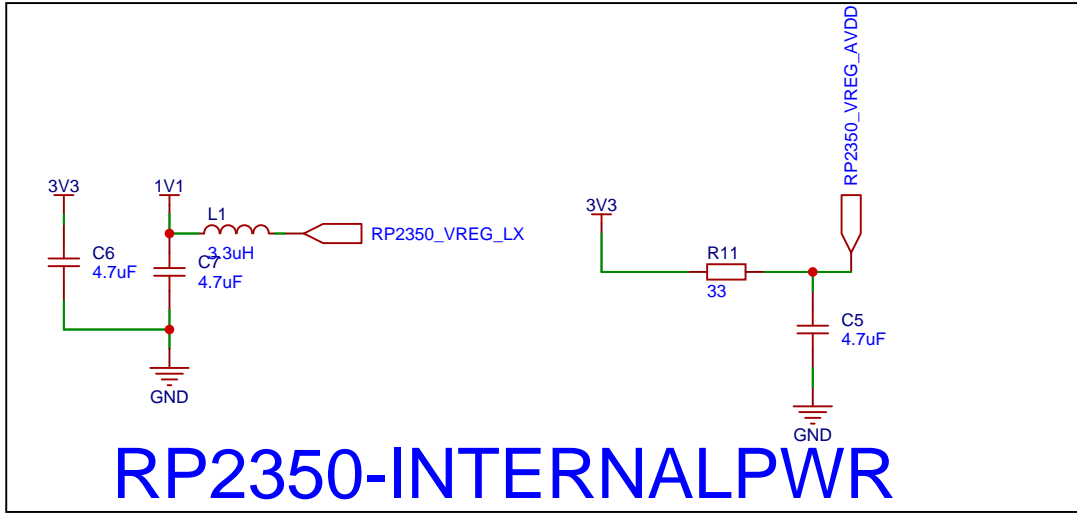 RP2350_VREG_AVDD
3V3
1V1
L1
3.3uH
RP2350_VREG_LX
C6
4.7uF
C7
4.7uF
GND
3V3
R11
33
C5
4.7uF
GND
RP2350-INTERNALPWR